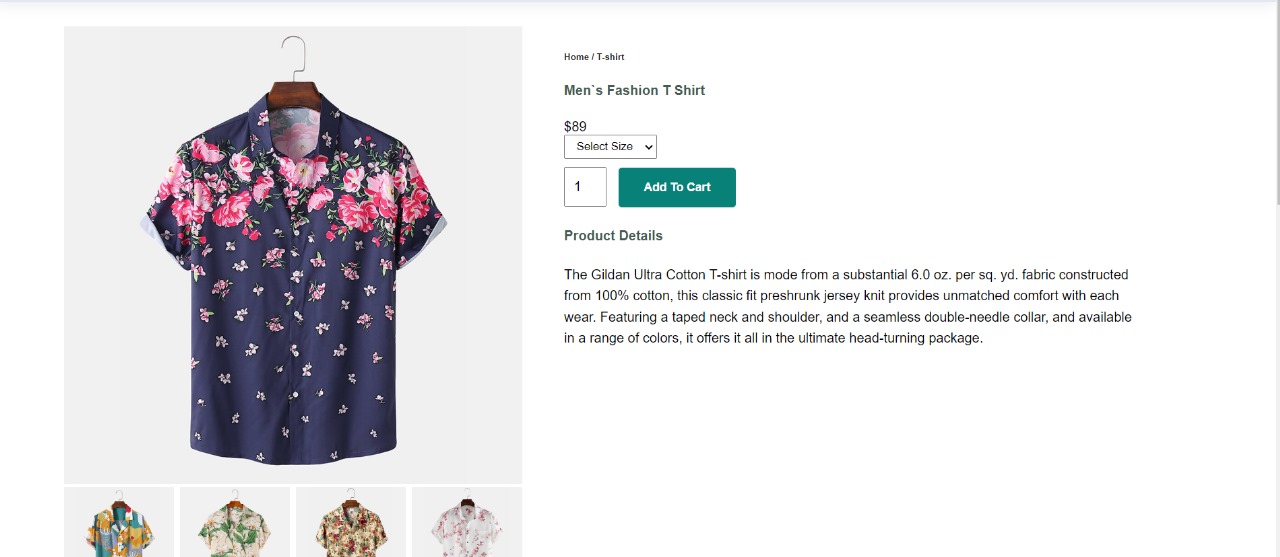 Home / T-shirt
Men`s Fashion T Shirt
$89
Select Size
1
Add To Cart
Product Details
The Gildan Ultra Cotton T-shirt is mode from a substantial 6.0 oz. per sq. yd. fabric constructed
from 100% cotton, this classic fit preshrunk jersey knit provides unmatched comfort with each
wear. Featuring a taped neck and shoulder, and a seamless double-needle collar, and available
in a range of colors, it offers it all in the ultimate head-turning package.